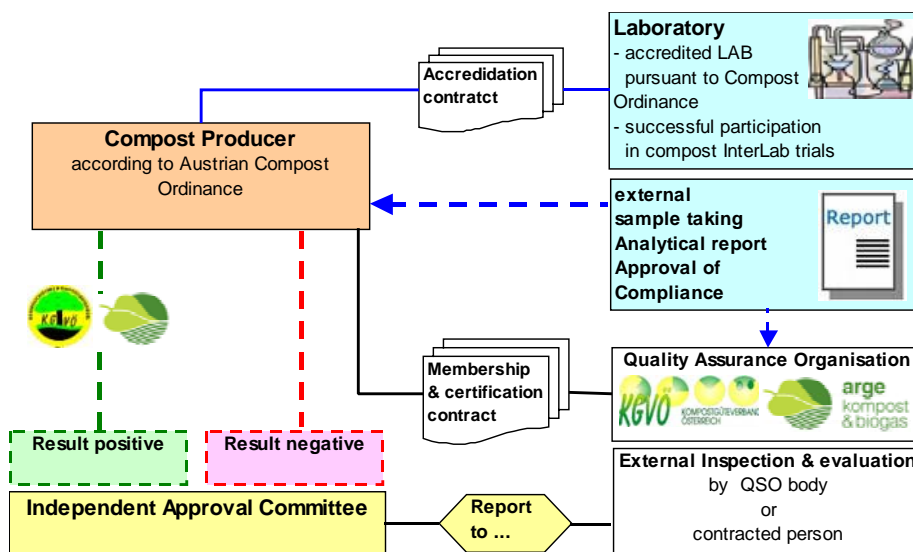 Laboratory
- accredited LAB
pursuant to Compost
Ordinance
- successful participation
in compost InterLab trials
Accredidation
contratct
Compost Producer
according to Austrian Compost
Ordinance
external
sample taking
Analytical report
Approval of
Compliance
Report
KGVÖ
Quality Assurance Organisation
KGVÖ
KOMPOSTGÜTEVERBAND
ÖSTERREICH
arge
kompost
& biogas
Membership
& certification
contract
Result positive
Result negative
External Inspection & evaluation
by QSO body
or
contracted person
Independent Approval Committee
Report
to ...